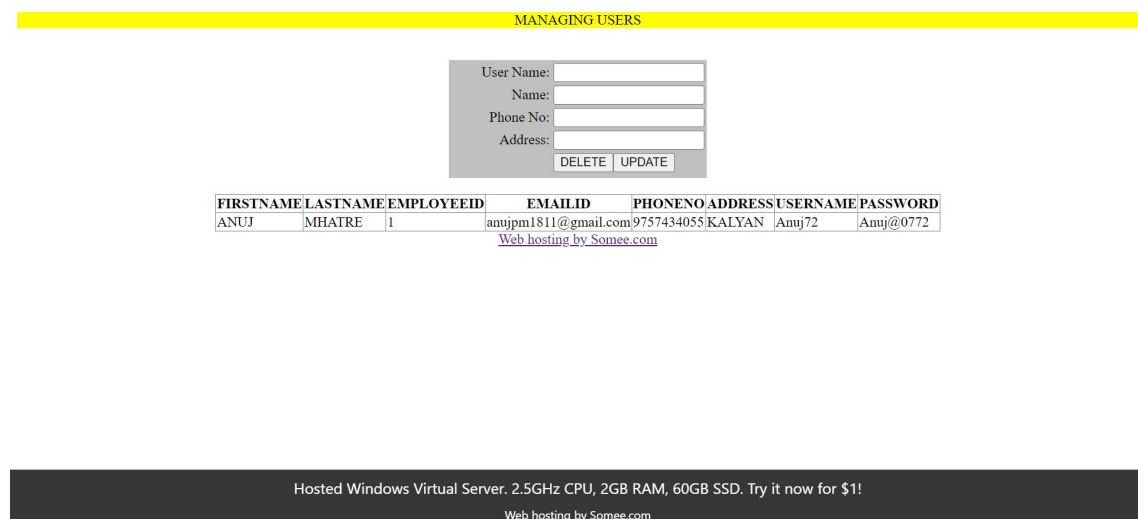 MANAGING USERS
User Name:
Name:
Phone No:
Address:
DELETE UPDATE
FIRSTNAME LASTNAME EMPLOYEEID EMAILID PHONENO ADDRESS USERNAME PASSWORD
ANUJ MHATRE 1 anujpm1811@gmail.com 9757434055 KALYAN Anuj72 Anuj@0772
Web hosting by Somee.com
Hosted Windows Virtual Server. 2.5GHz CPU, 2GB RAM, 60GB SSD. Try it now for $1!
Web hosting by Somee.com